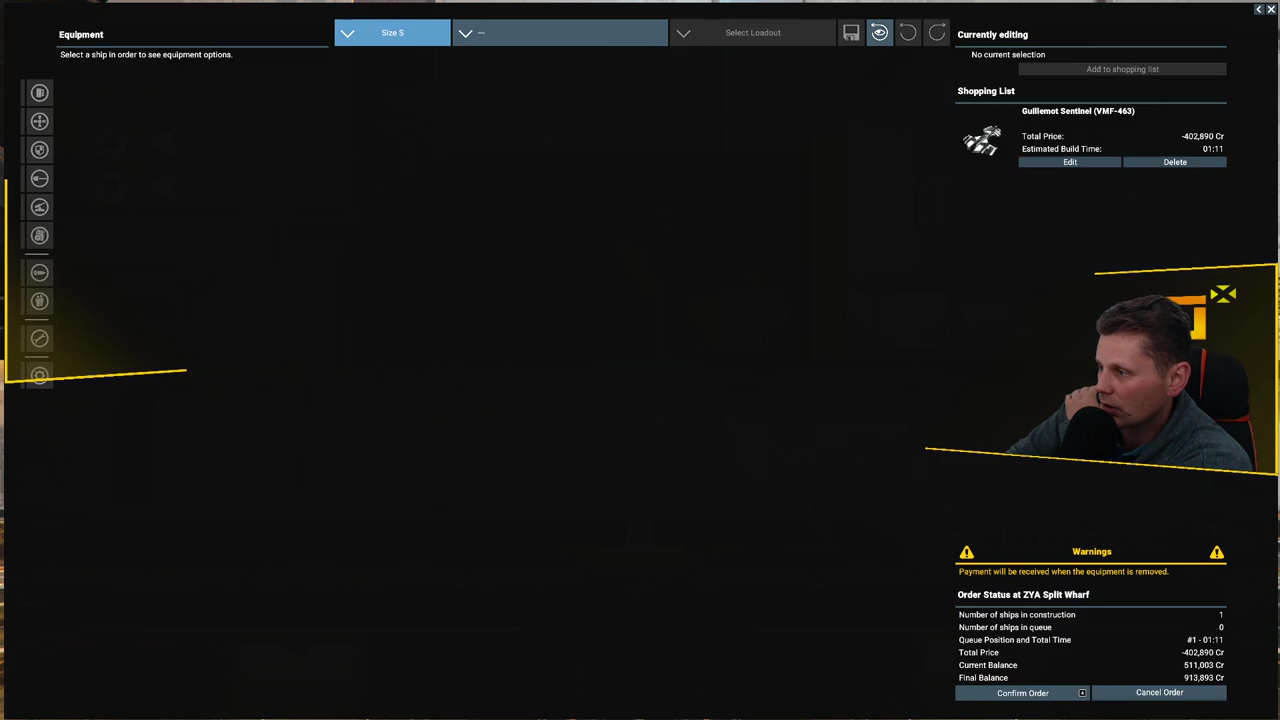 Equipment
Select a ship in order to see equipment options.
Size S
--
Select Loadout
Currently editing
No current selection
Add to shopping list
Shopping List
Guillemot Sentinel (VMF-463)
Total Price: -402,890 Cr
Estimated Build Time: 01:11
Edit Delete
Warnings
Payment will be received when the equipment is removed.
Order Status at ZYA Split Wharf
Number of ships in construction 1
Number of ships in queue 0
Queue Position and Total Time #1 - 01:11
Total Price -402,890 Cr
Current Balance 511,003 Cr
Final Balance 913,893 Cr
Confirm Order Cancel Order